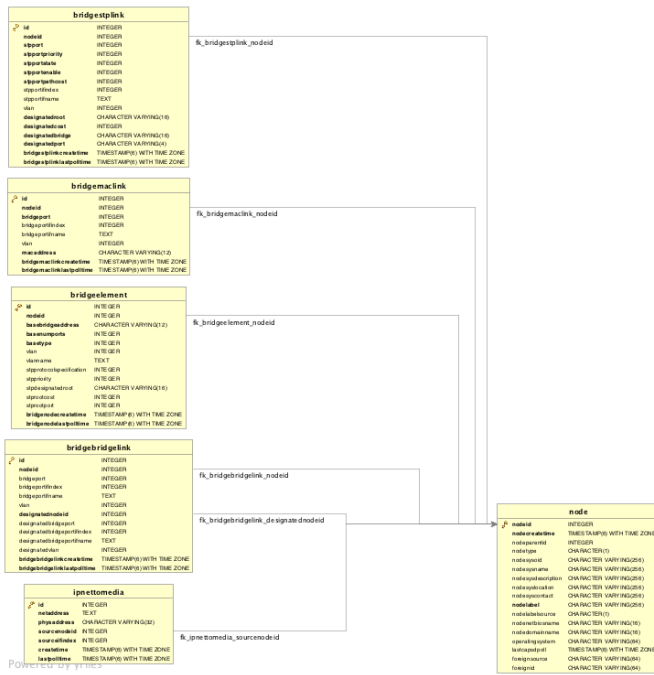 bridgestplink
id INTEGER
nodeid INTEGER
stpport INTEGER
stpportpriority INTEGER
stpportstate INTEGER
stpportenable INTEGER
stpportpathcost INTEGER
stpportifindex INTEGER
stpportifname TEXT
vlan INTEGER
designatedroot CHARACTER VARYING(16)
designatedcost INTEGER
designatedbridge CHARACTER VARYING(16)
designatedport CHARACTER VARYING(4)
bridgestplinkcreatetime TIMESTAMP(6) WITH TIME ZONE
bridgestplinklastpolltime TIMESTAMP(6) WITH TIME ZONE
fk_bridgestplink_nodeid
bridgemaclink
id INTEGER
nodeid INTEGER
bridgeport INTEGER
bridgeportifindex INTEGER
bridgeportifname TEXT
vlan INTEGER
macaddress CHARACTER VARYING(12)
bridgemaclinkcreatetime TIMESTAMP(6) WITH TIME ZONE
bridgemaclinklastpolltime TIMESTAMP(6) WITH TIME ZONE
fk_bridgemaclink_nodeid
bridgeelement
id INTEGER
nodeid INTEGER
basebridgeaddress CHARACTER VARYING(12)
basenumports INTEGER
basetype INTEGER
vlan INTEGER
vlanname TEXT
stpprotocolspecification INTEGER
stppriority INTEGER
stpdesignatedroot CHARACTER VARYING(16)
stprootcost INTEGER
stprootport INTEGER
bridgenodecreatetime TIMESTAMP(6) WITH TIME ZONE
bridgenodelastpolltime TIMESTAMP(6) WITH TIME ZONE
fk_bridgeelement_nodeid
bridgebridgelink
id INTEGER
nodeid INTEGER
bridgeport INTEGER
bridgeportifindex INTEGER
bridgeportifname TEXT
vlan INTEGER
designatednodeid INTEGER
designatedbridgeport INTEGER
designatedbridgeportifindex INTEGER
designatedbridgeportifname TEXT
designatedvlan INTEGER
bridgebridgelinkcreatetime TIMESTAMP(6) WITH TIME ZONE
bridgebridgelinklastpolltime TIMESTAMP(6) WITH TIME ZONE
fk_bridgebridgelink_nodeid
fk_bridgebridgelink_designatednodeid
ipnettomedia
id INTEGER
netaddress TEXT
physaddress CHARACTER VARYING(32)
sourcenodeid INTEGER
sourceifindex INTEGER
createtime TIMESTAMP(6) WITH TIME ZONE
lastpolltime TIMESTAMP(6) WITH TIME ZONE
fk_ipnettomedia_sourcenodeid
node
nodeid INTEGER
nodecreatetime TIMESTAMP(6) WITH TIME ZONE
nodeparentid INTEGER
nodetype CHARACTER(1)
nodesysoid CHARACTER VARYING(256)
nodesysname CHARACTER VARYING(256)
nodesysdescription CHARACTER VARYING(256)
nodesyslocation CHARACTER VARYING(256)
nodesyscontact CHARACTER VARYING(256)
nodelabel CHARACTER VARYING(256)
nodelabelsource CHARACTER(1)
nodenetbiosname CHARACTER VARYING(16)
nodedomainname CHARACTER VARYING(16)
operatingsystem CHARACTER VARYING(64)
lastcapsdpoll TIMESTAMP(6) WITH TIME ZONE
foreignsource CHARACTER VARYING(64)
foreignid CHARACTER VARYING(64)
Powered by yFiles